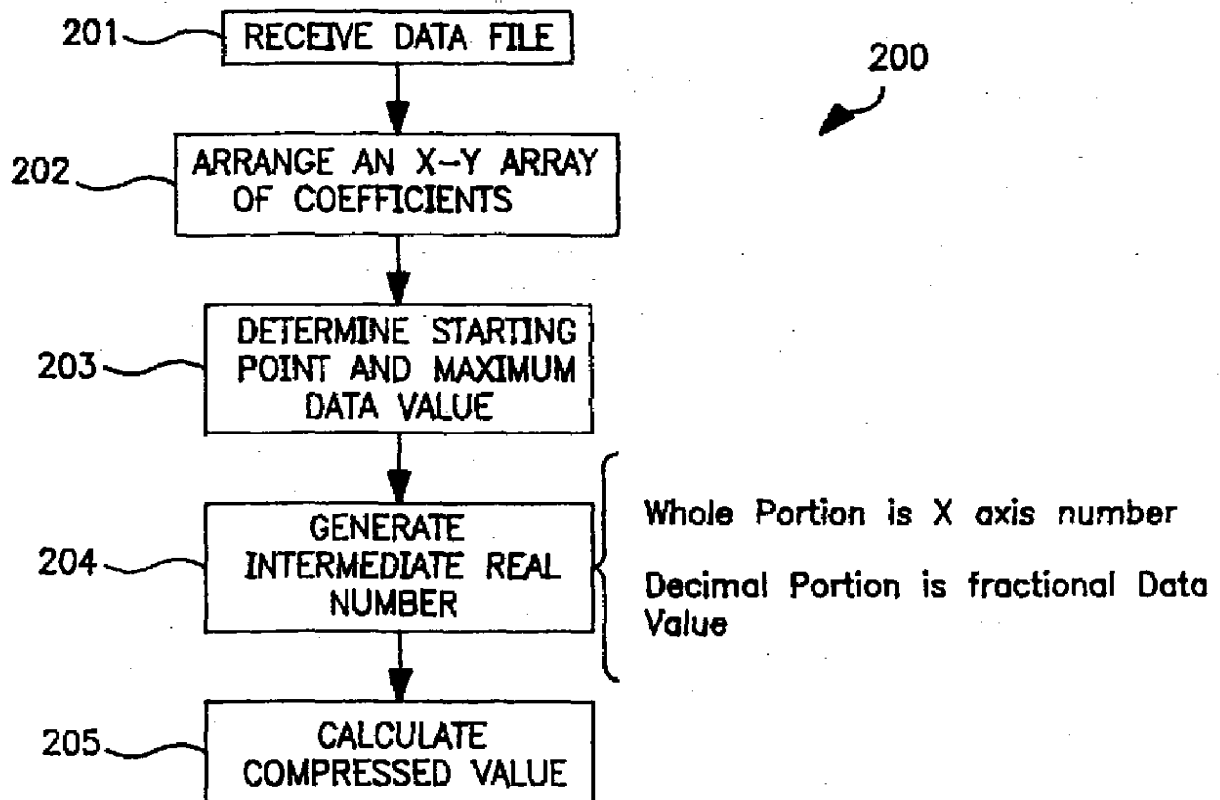 201
RECEIVE DATA FILE
200
202
ARRANGE AN X-Y ARRAY
OF COEFFICIENTS
203
DETERMINE STARTING
POINT AND MAXIMUM
DATA VALUE
204
GENERATE
INTERMEDIATE REAL
NUMBER
Whole Portion is X axis number
Decimal Portion is fractional Data
Value
205
CALCULATE
COMPRESSED VALUE